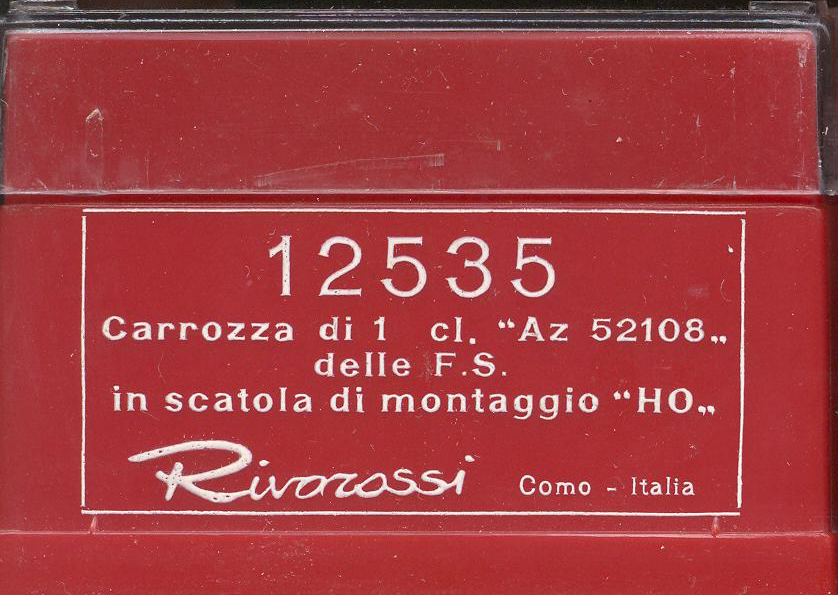 12535
Carrozza di 1 cl. “Az 52108„
delle F.S.
in scatola di montaggio “HO„
Rivarossi Como - Italia